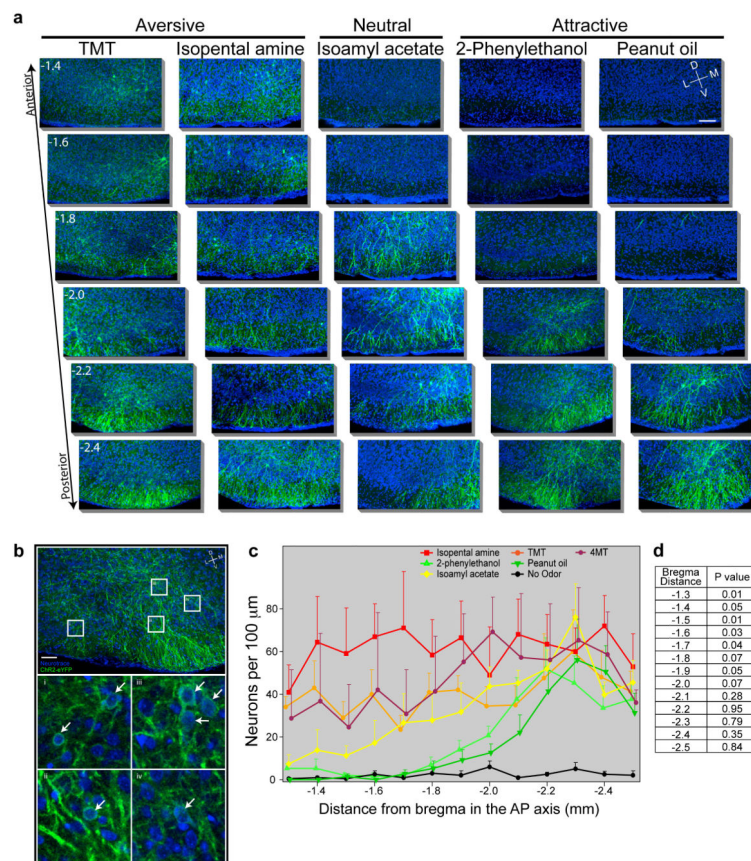 a
Aversive Neutral Attractive
TMT Isopental amine Isoamyl acetate 2-Phenylethanol Peanut oil
Anterior
-1.4
D
L M
V
-1.6
-1.8
-2.0
-2.2
-2.4
Posterior
b
D
L M
V
ChR2-eYFP
i iii
ii iv
c
Isopental amine TMT 4MT
2-phenylethanol Peanut oil
Isoamyl acetate No Odor
Neurons per 100 µm
80
60
40
20
0
-1.4 -1.6 -1.8 -2.0 -2.2 -2.4
Distance from bregma in the AP axis (mm)
d
Bregma Distance P value
-1.3 0.01
-1.4 0.05
-1.5 0.01
-1.6 0.03
-1.7 0.04
-1.8 0.07
-1.9 0.05
-2.0 0.07
-2.1 0.28
-2.2 0.95
-2.3 0.79
-2.4 0.35
-2.5 0.84